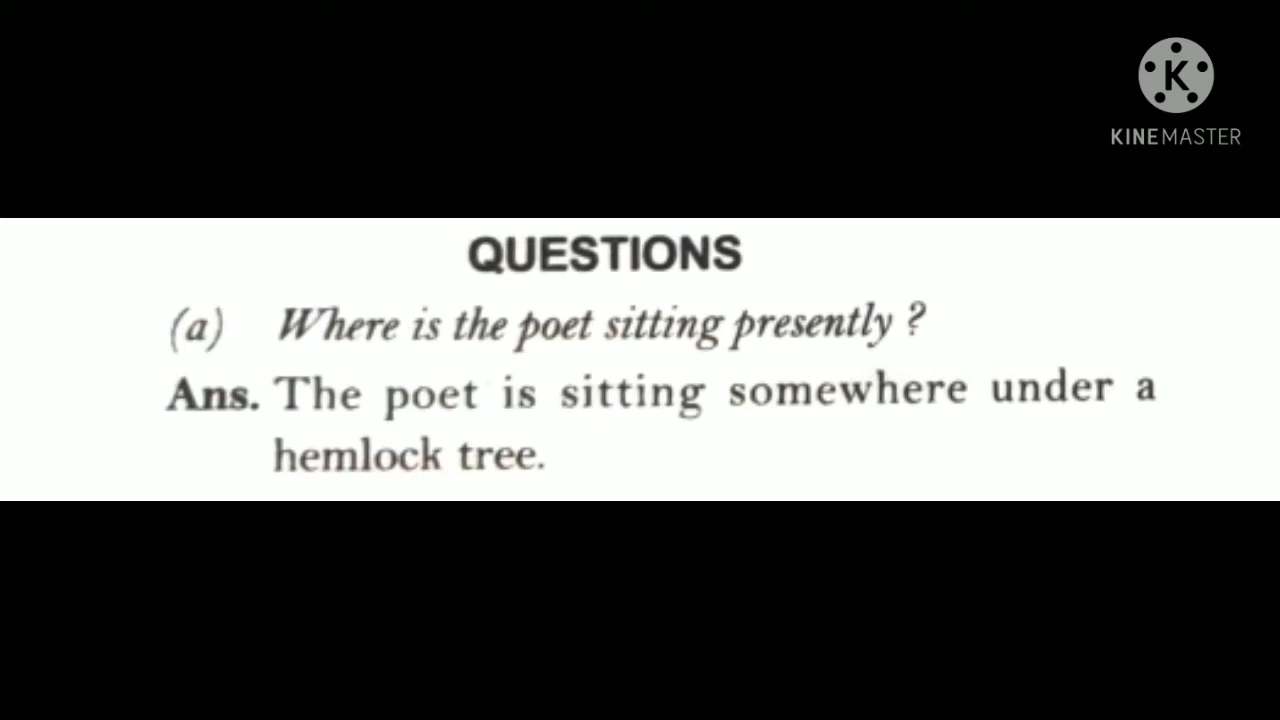 KINEMASTER
QUESTIONS
(a) Where is the poet sitting presently ?
Ans. The poet is sitting somewhere under a
hemlock tree.